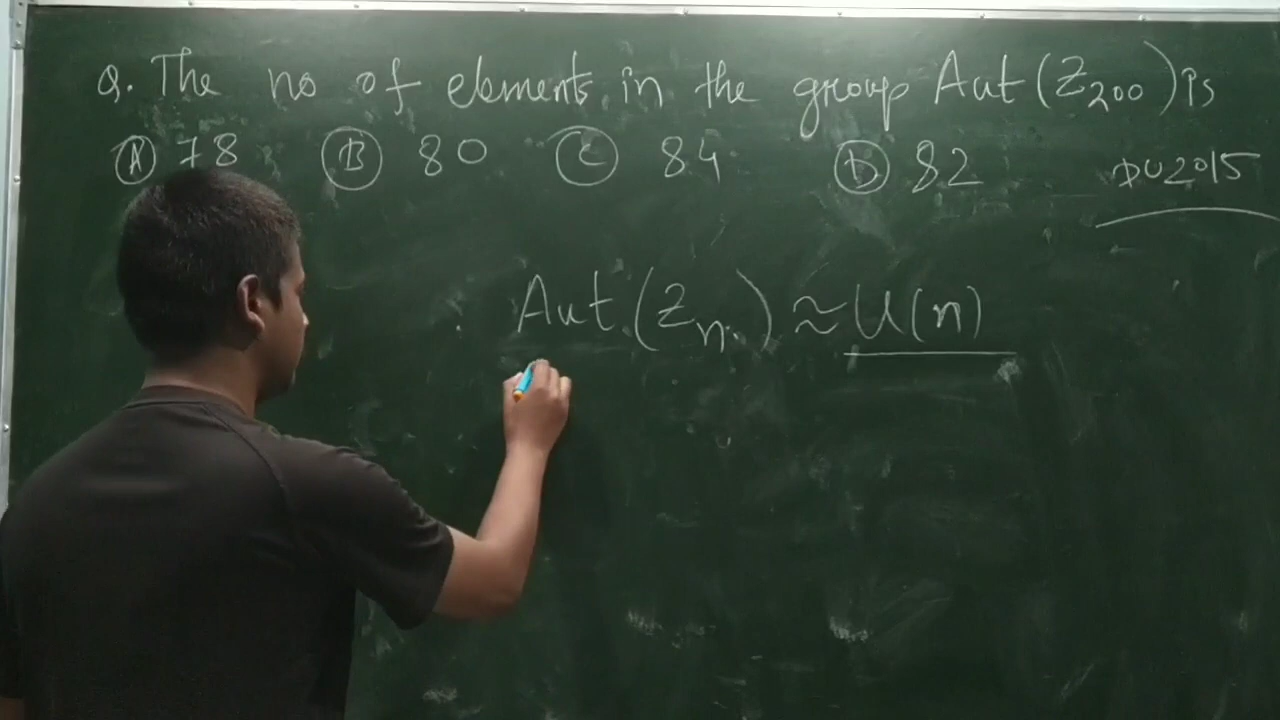 Q. The no of elements in the group Aut(Z₂₀₀) is
Ⓐ 78 Ⓑ 80 Ⓒ 84 Ⓓ 82 DU2015
Aut(Zₙ) ≈ U(n)